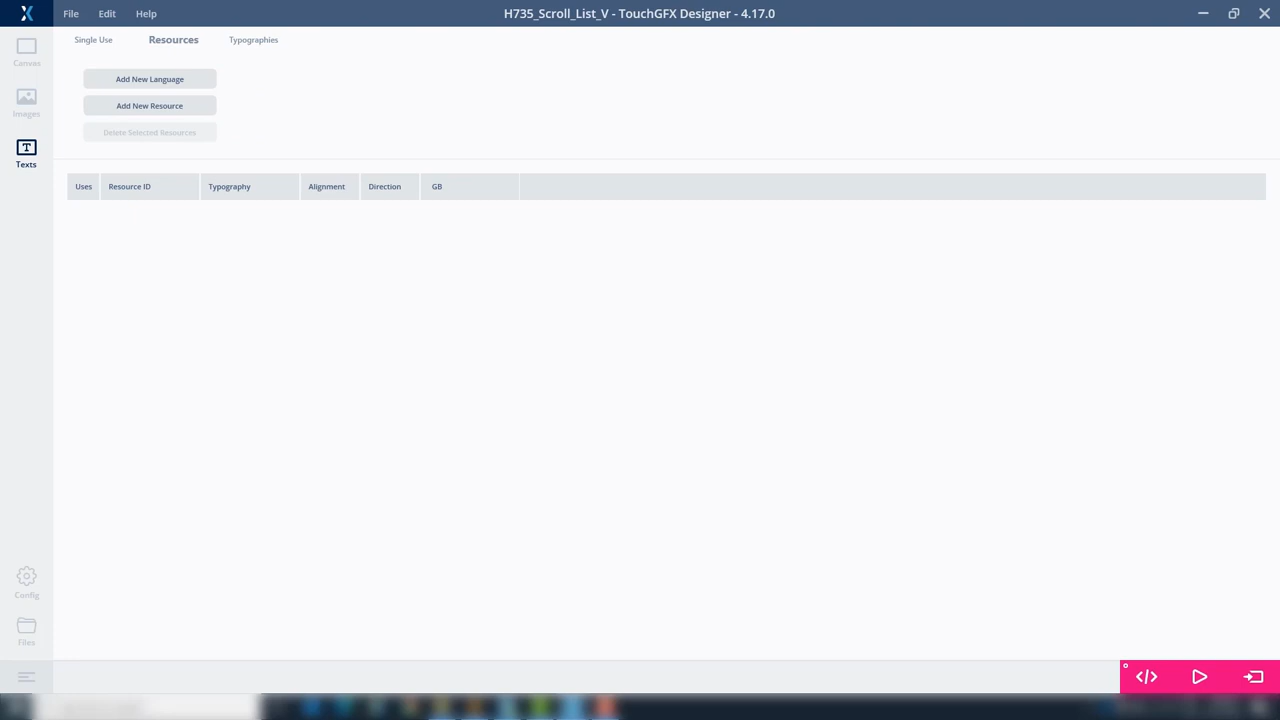 File Edit Help
H735_Scroll_List_V - TouchGFX Designer - 4.17.0
Single Use Resources Typographies
Canvas
Images
Texts
Add New Language
Add New Resource
Delete Selected Resources
Uses Resource ID Typography Alignment Direction GB
Config
Files